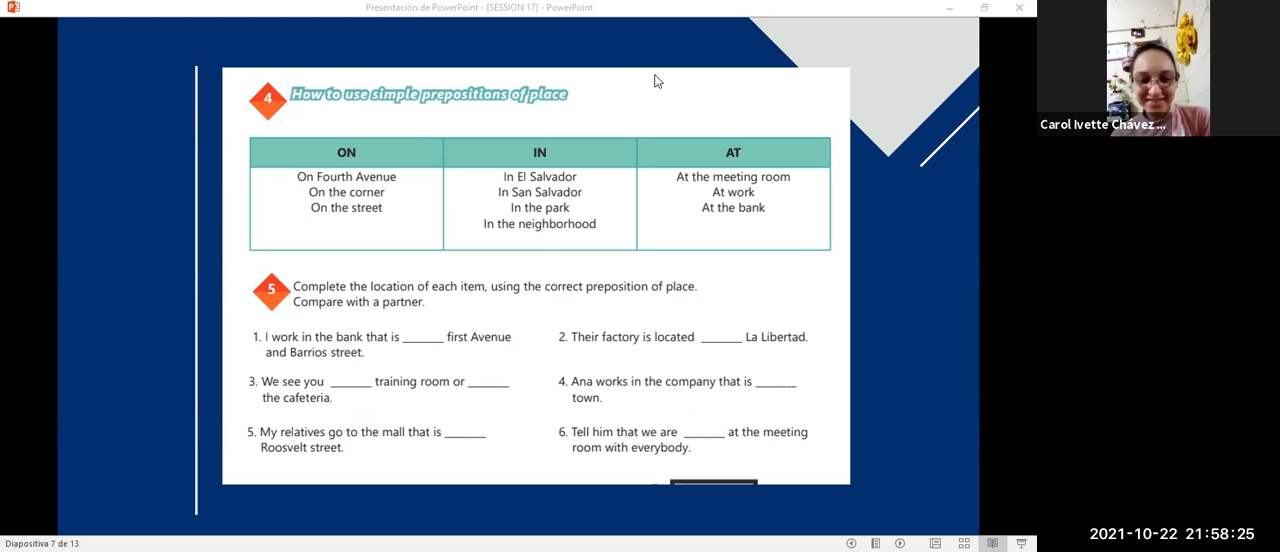 Presentación de PowerPoint - [SESSION 17] - PowerPoint
Carol Ivette Chávez ...
4 How to use simple prepositions of place
ON IN AT
On Fourth Avenue In El Salvador At the meeting room
On the corner In San Salvador At work
On the street In the park At the bank
In the neighborhood
5 Complete the location of each item, using the correct preposition of place.
Compare with a partner.
1. I work in the bank that is _______ first Avenue
and Barrios street.
2. Their factory is located _______ La Libertad.
3. We see you _______ training room or _______
the cafeteria.
4. Ana works in the company that is _______
town.
5. My relatives go to the mall that is _______
Roosvelt street.
6. Tell him that we are _______ at the meeting
room with everybody.
Diapositiva 7 de 13
2021-10-22 21:58:25